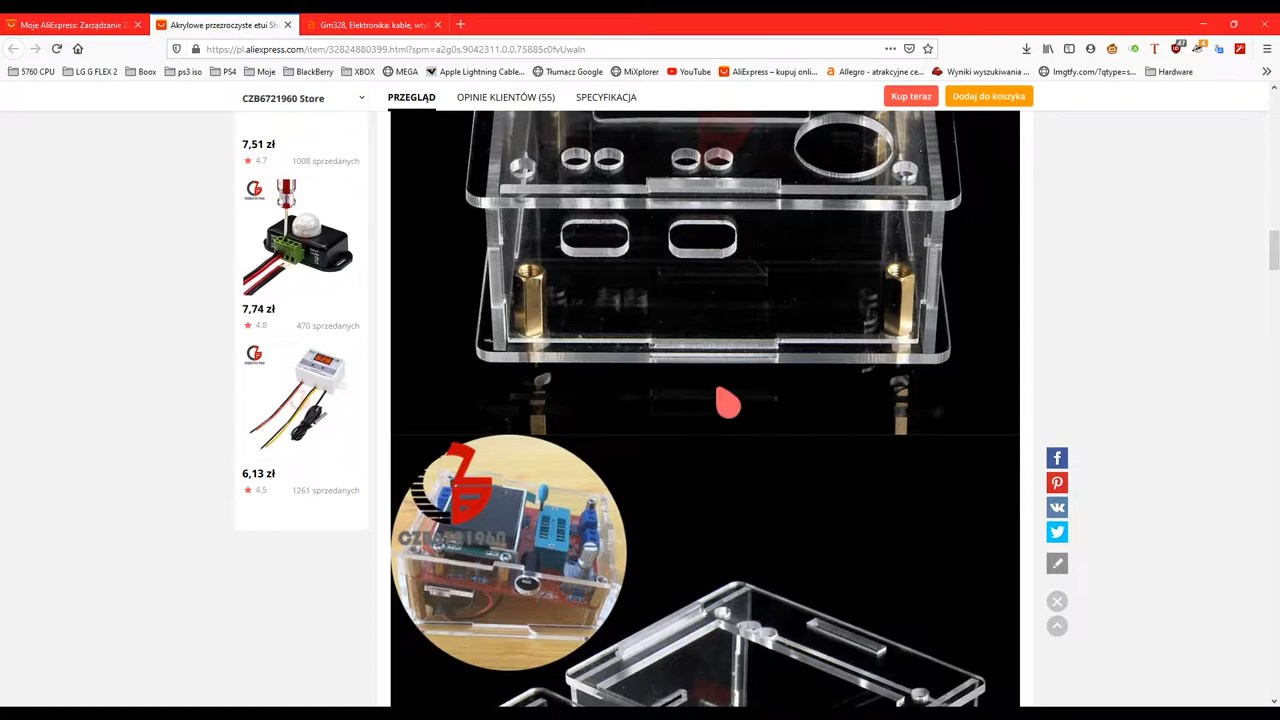 Moje AliExpress: Zarządzanie Z
Akrylowe przezroczyste etui Sh
Gm328, Elektronika: kable, wty
https://pl.aliexpress.com/item/32824880399.html?spm=a2g0s.9042311.0.0.75885c0fvUwaln
5760 CPU
LG G FLEX 2
Boox
ps3 iso
PS4
Moje
BlackBerry
XBOX
MEGA
Apple Lightning Cable...
Tłumacz Google
MiXplorer
YouTube
AliExpress – kupuj onli...
Allegro - atrakcyjne ce...
Wyniki wyszukiwania ...
lmgtfy.com/?qtype=s...
Hardware
CZB6721960 Store
PRZEGLĄD
OPINIE KLIENTÓW (55)
SPECYFIKACJA
Kup teraz
Dodaj do koszyka
7,51 zł
4.7
1008 sprzedanych
7,74 zł
4.8
470 sprzedanych
6,13 zł
4.5
1261 sprzedanych